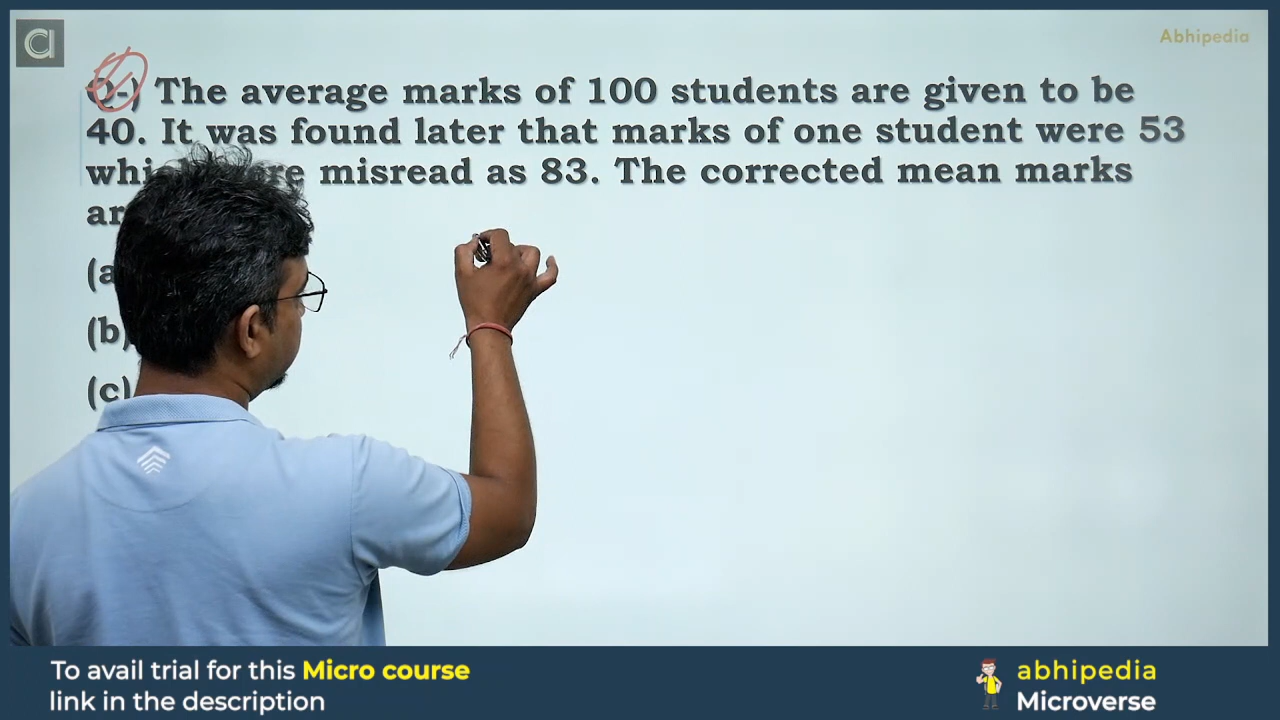 Abhipedia
Q-) The average marks of 100 students are given to be
40. It was found later that marks of one student were 53
misread as 83. The corrected mean marks
(b)
(c)
To avail trial for this Micro course
link in the description
abhipedia
Microverse